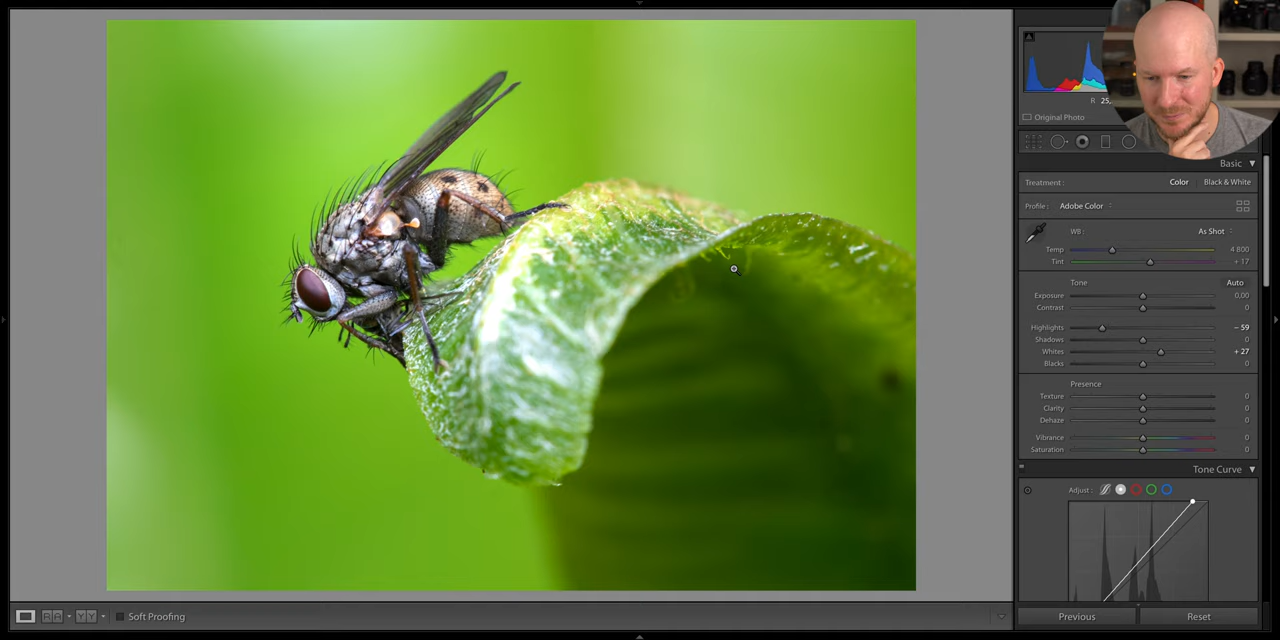 R 25,
Original Photo
Basic
Treatment : Color Black & White
Profile : Adobe Color
WB : As Shot
Temp 4 800
Tint + 17
Tone Auto
Exposure 0,00
Contrast 0
Highlights − 59
Shadows 0
Whites + 27
Blacks 0
Presence
Texture 0
Clarity 0
Dehaze 0
Vibrance 0
Saturation 0
Tone Curve
Adjust :
R A Y Y Soft Proofing Previous Reset